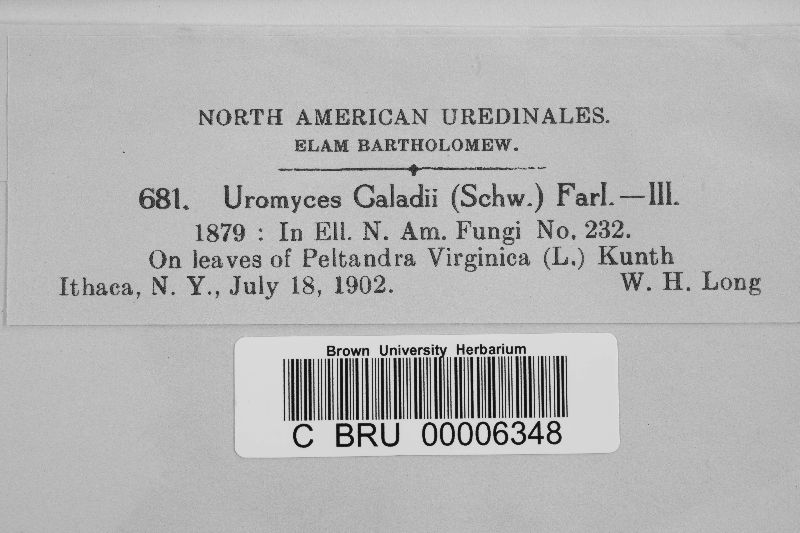 NORTH AMERICAN UREDINALES.
ELAM BARTHOLOMEW.
681. Uromyces Caladii (Schw.) Farl.—III.
1879 : In Ell. N. Am. Fungi No. 232.
On leaves of Peltandra Virginica (L.) Kunth
Ithaca, N. Y., July 18, 1902. W. H. Long
Brown University Herbarium
C BRU 00006348